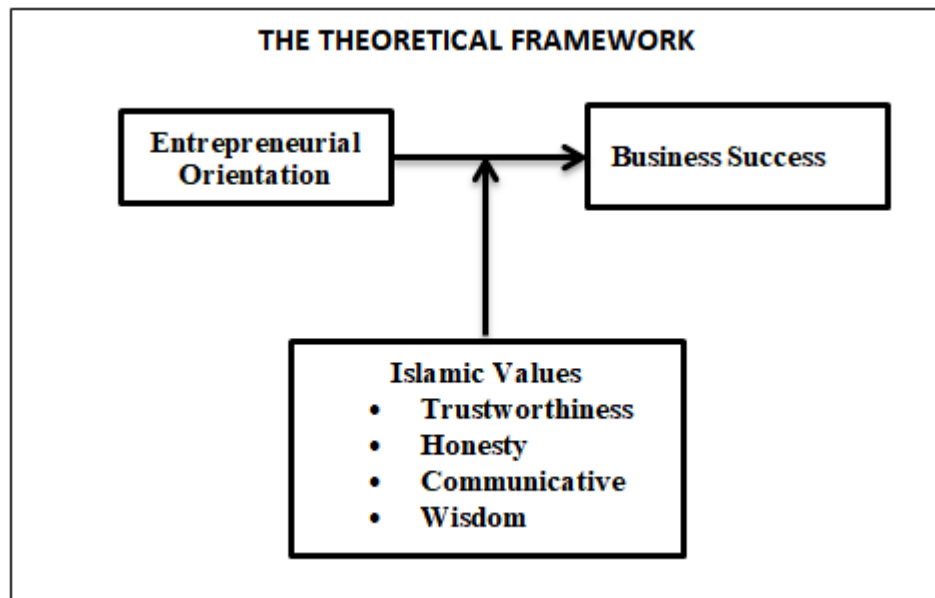 THE THEORETICAL FRAMEWORK
Entrepreneurial
Orientation
Business Success
Islamic Values
• Trustworthiness
• Honesty
• Communicative
• Wisdom